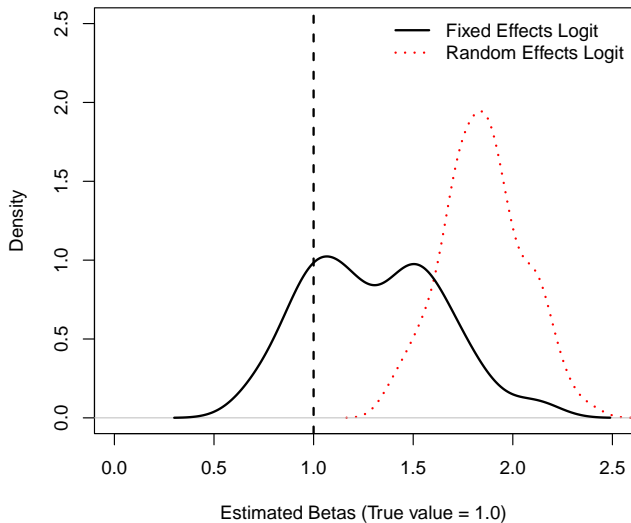 Fixed Effects Logit
Random Effects Logit
Density
2.5
2.0
1.5
1.0
0.5
0.0
0.0 0.5 1.0 1.5 2.0 2.5
Estimated Betas (True value = 1.0)